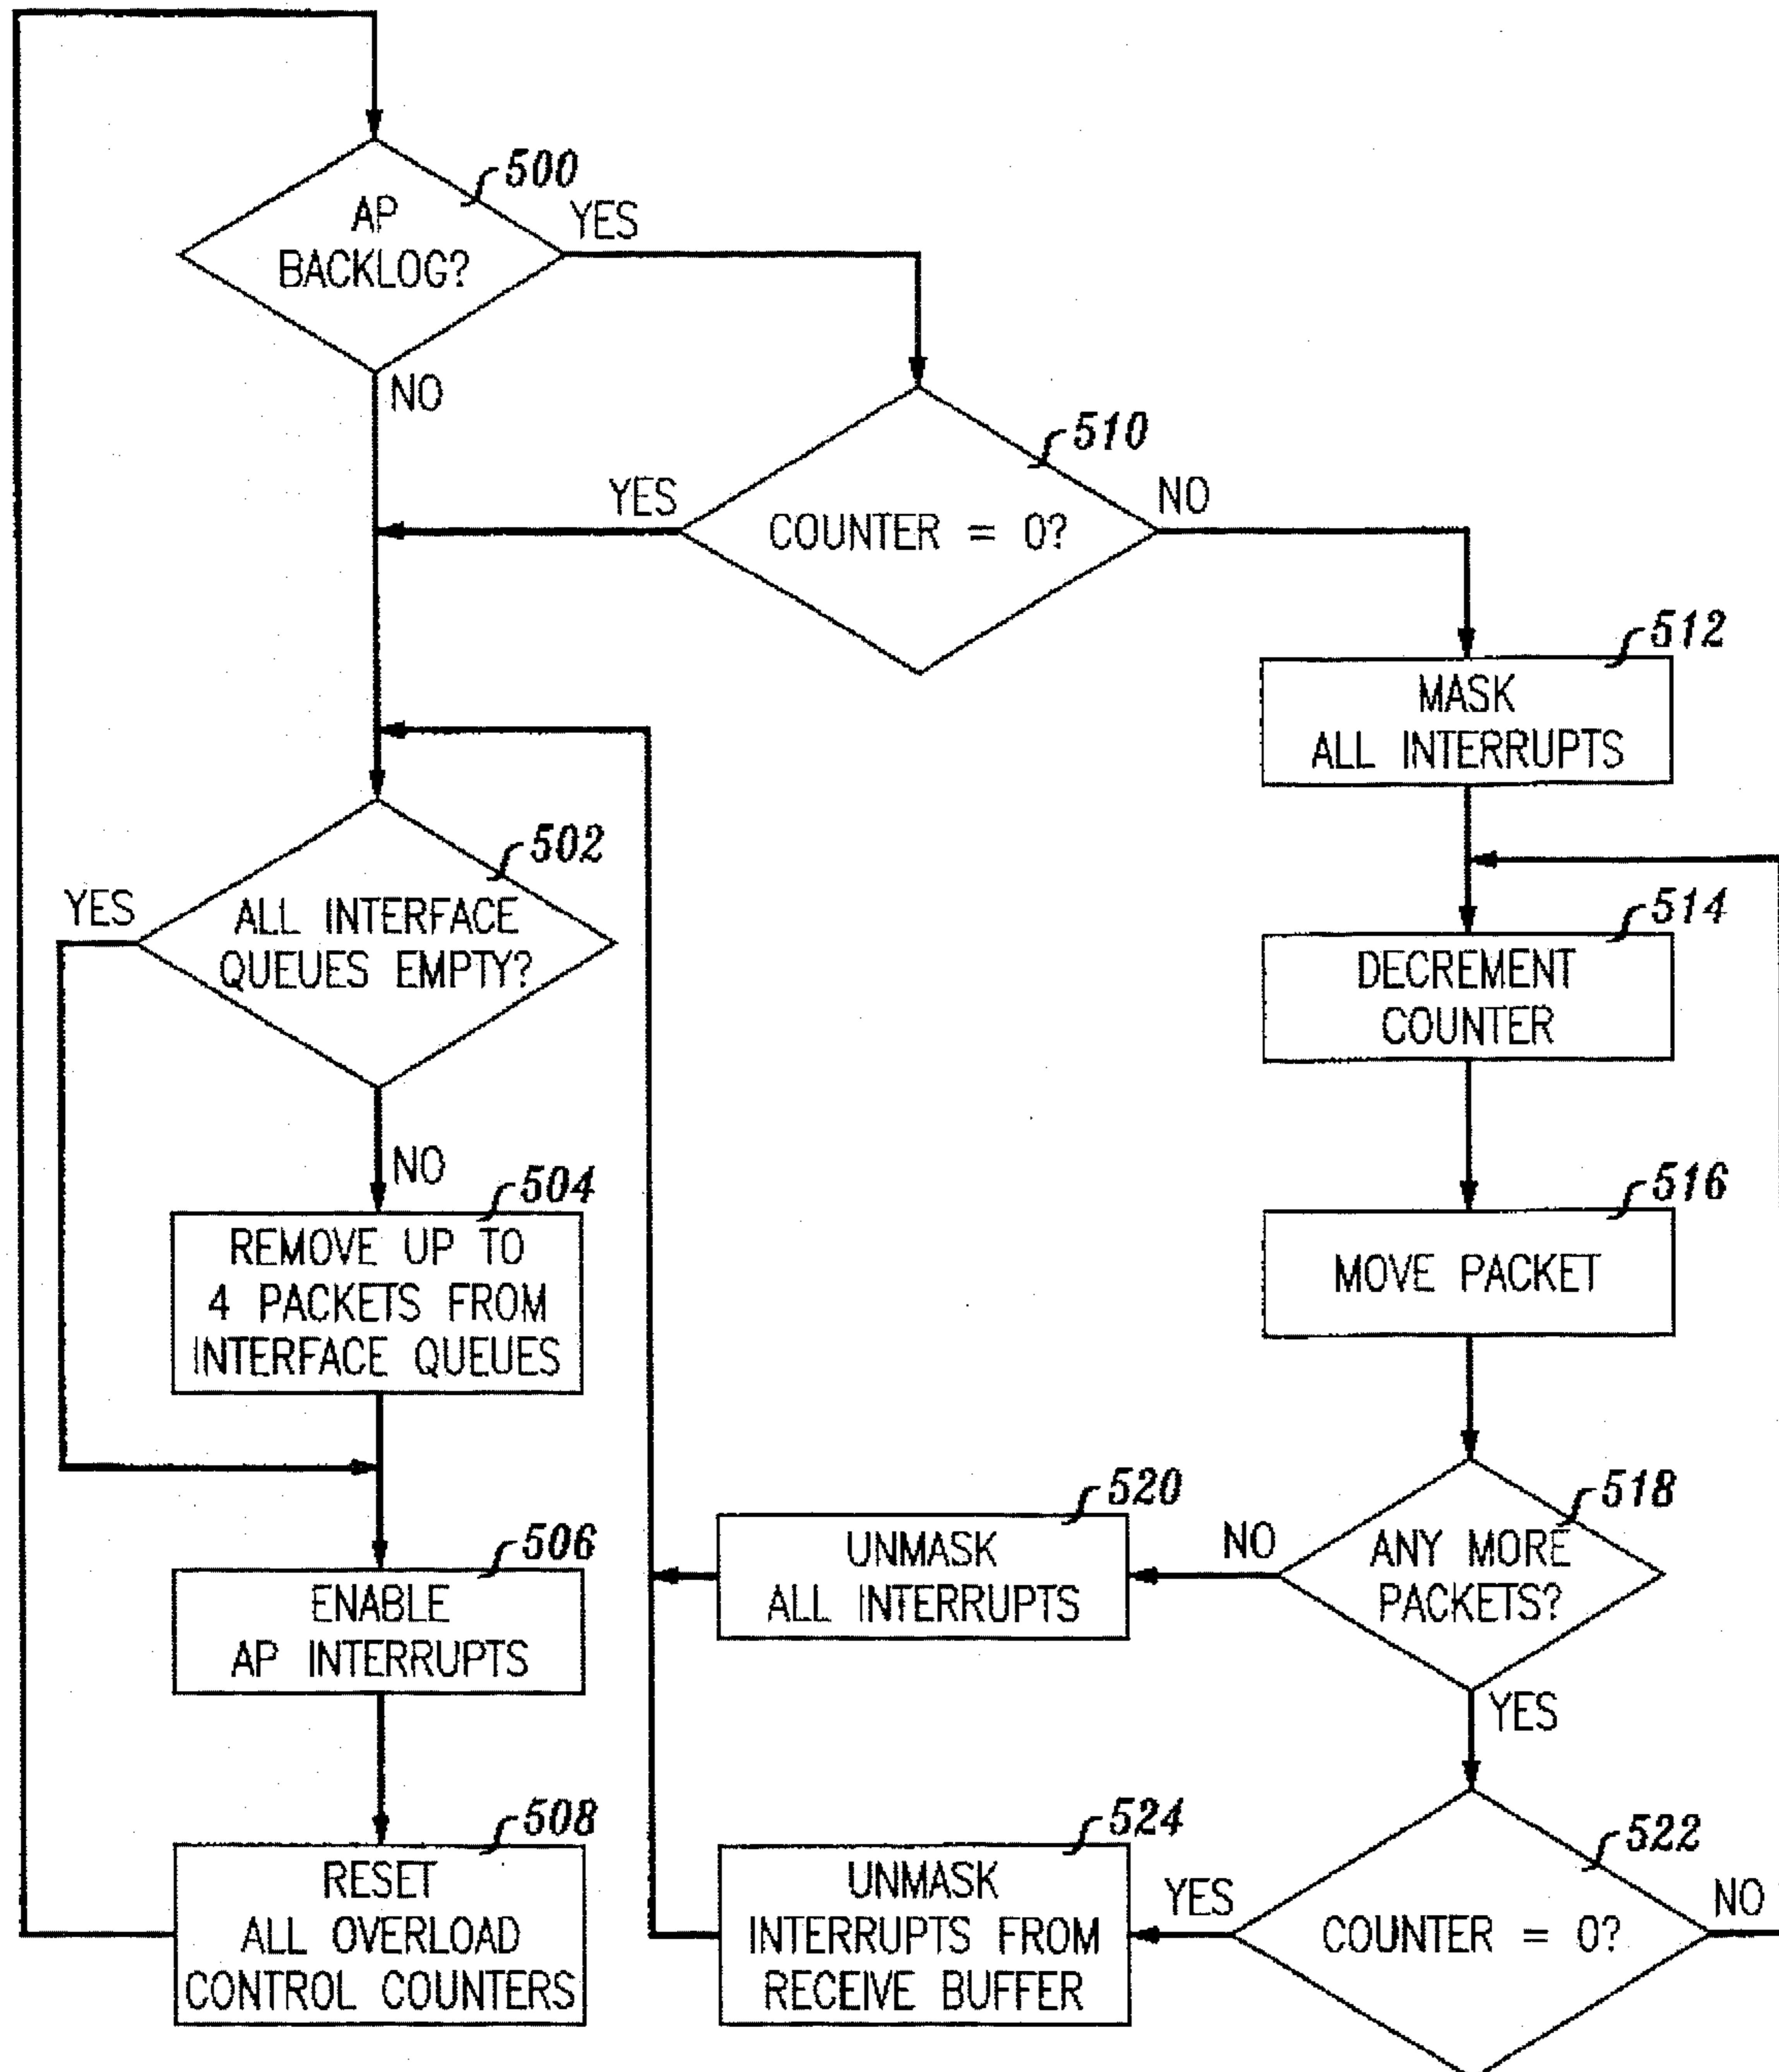 500
AP
BACKLOG?
YES
NO
510
COUNTER = 0?
YES
NO
512
MASK
ALL INTERRUPTS
502
ALL INTERFACE
QUEUES EMPTY?
YES
NO
514
DECREMENT
COUNTER
504
REMOVE UP TO
4 PACKETS FROM
INTERFACE QUEUES
516
MOVE PACKET
518
ANY MORE
PACKETS?
NO
YES
520
UNMASK
ALL INTERRUPTS
506
ENABLE
AP INTERRUPTS
522
COUNTER = 0?
YES
NO
524
UNMASK
INTERRUPTS FROM
RECEIVE BUFFER
508
RESET
ALL OVERLOAD
CONTROL COUNTERS